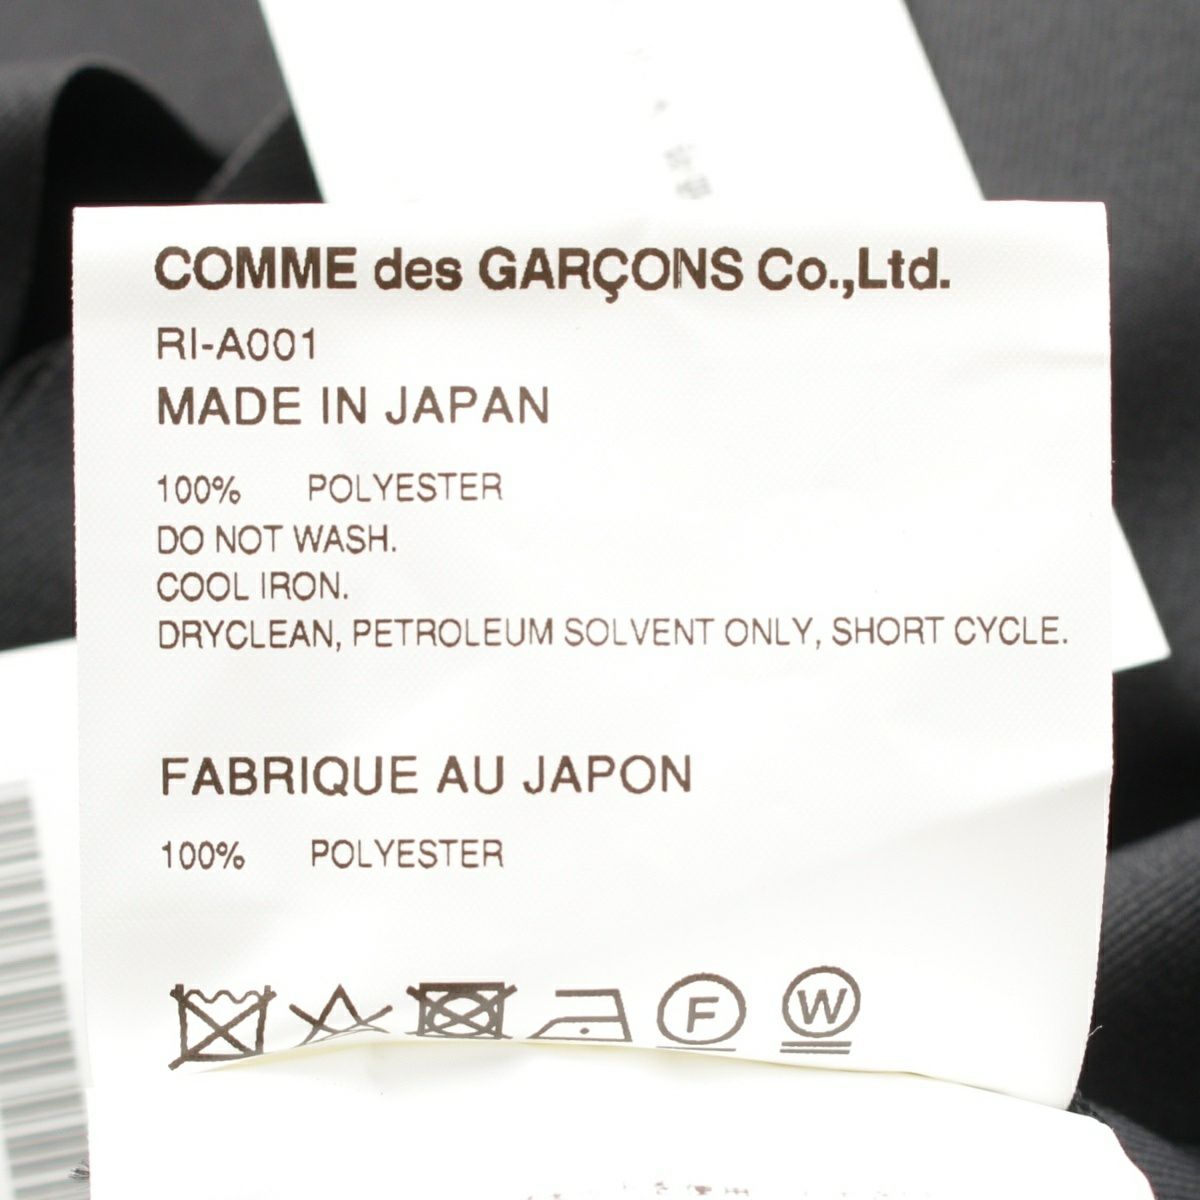 COMME des GARÇONS Co.,Ltd.
RI-A001
MADE IN JAPAN
100% POLYESTER
DO NOT WASH.
COOL IRON.
DRYCLEAN, PETROLEUM SOLVENT ONLY, SHORT CYCLE.
FABRIQUE AU JAPON
100% POLYESTER
F
W